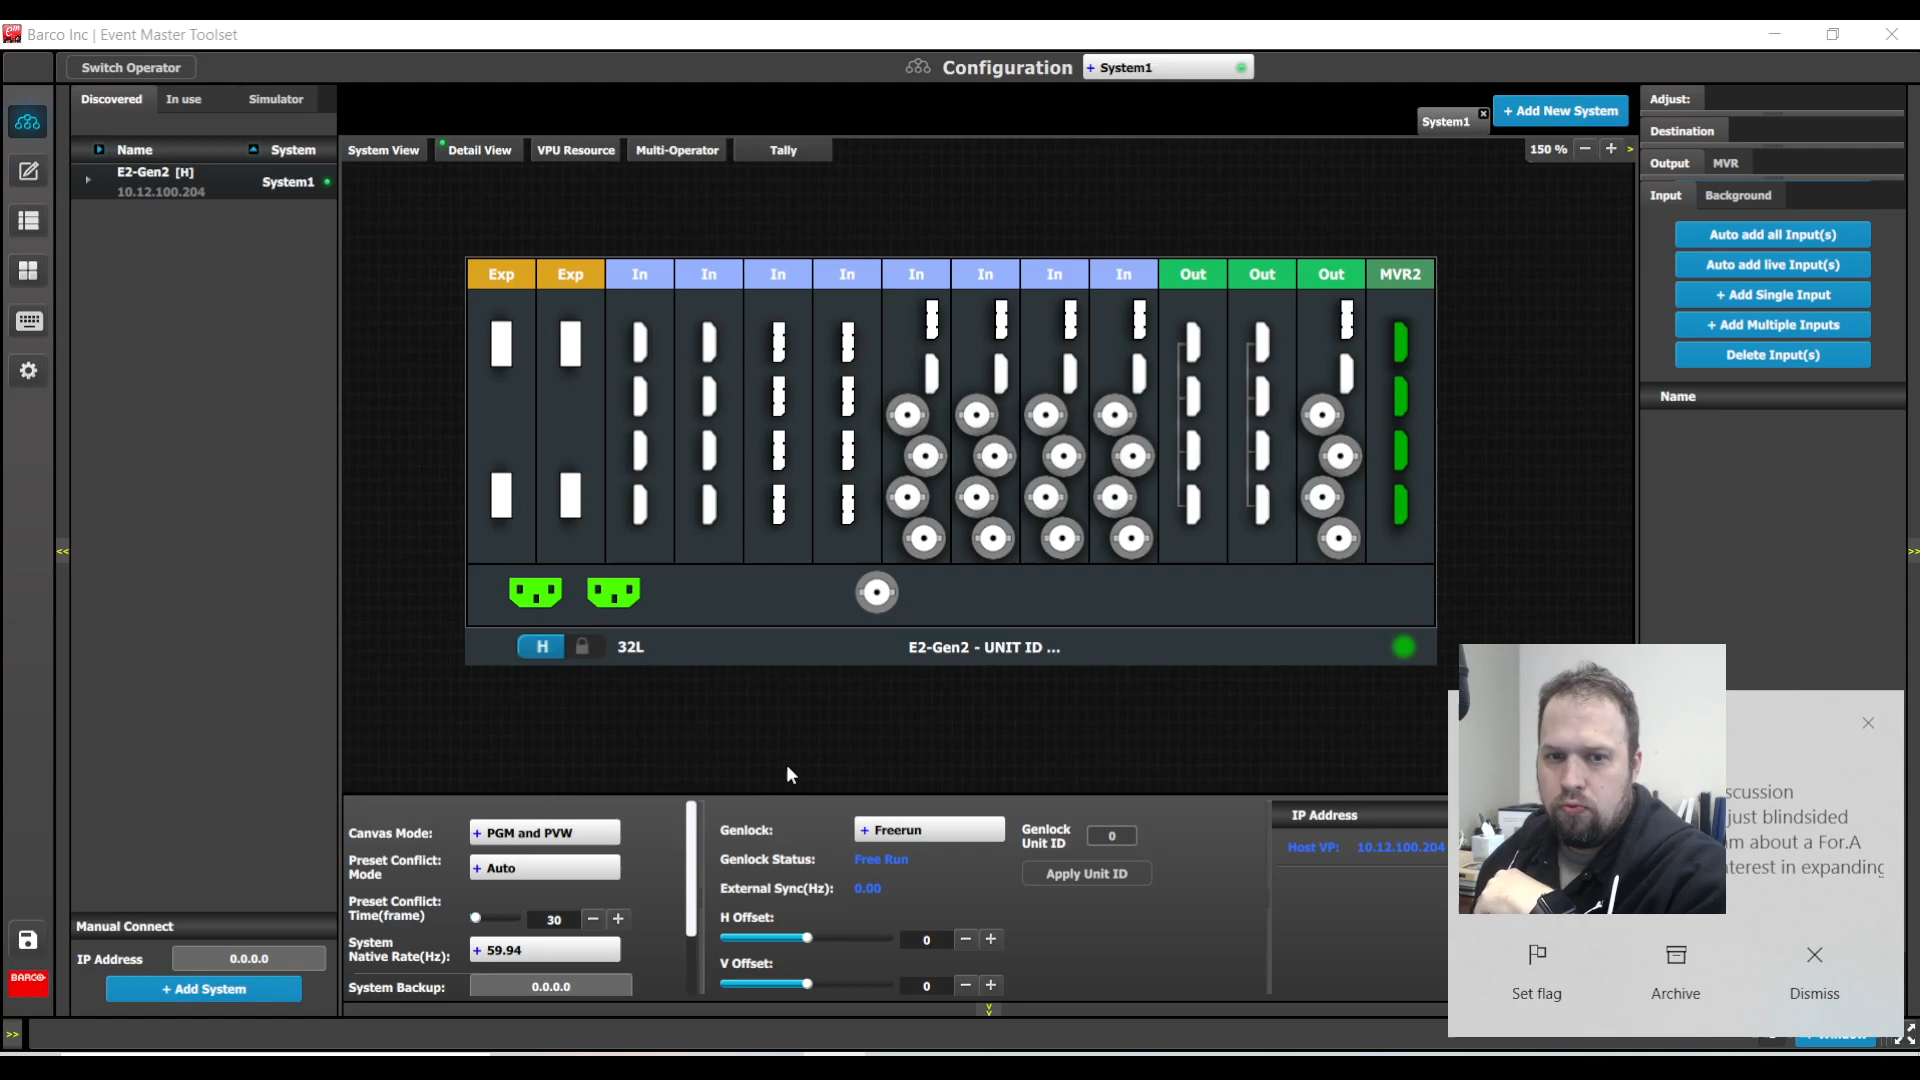 Barco Inc | Event Master Toolset
Switch Operator
Configuration
+ System1
Discovered
In use
Simulator
Name
System
E2-Gen2 [H]
10.12.100.204
System1
System1
+ Add New System
System View
Detail View
VPU Resource
Multi-Operator
Tally
150 %
Adjust:
Destination
Output
MVR
Input
Background
Auto add all Input(s)
Auto add live Input(s)
+ Add Single Input
+ Add Multiple Inputs
Delete Input(s)
Name
Exp
Exp
In
In
In
In
In
In
In
In
Out
Out
Out
MVR2
H
32L
E2-Gen2 - UNIT ID ...
Canvas Mode:
+ PGM and PVW
Preset Conflict:
Mode
+ Auto
Preset Conflict:
Time(frame)
30
System
Native Rate(Hz):
+ 59.94
System Backup:
0.0.0.0
Genlock:
+ Freerun
Genlock Status:
Free Run
External Sync(Hz):
0.00
H Offset:
0
V Offset:
0
Genlock
Unit ID
0
Apply Unit ID
IP Address
Host VP: 10.12.100.204
Manual Connect
IP Address
0.0.0.0
+ Add System
BARCO
scussion
just blindsided
m about a For.A
terest in expanding
Set flag
Archive
Dismiss